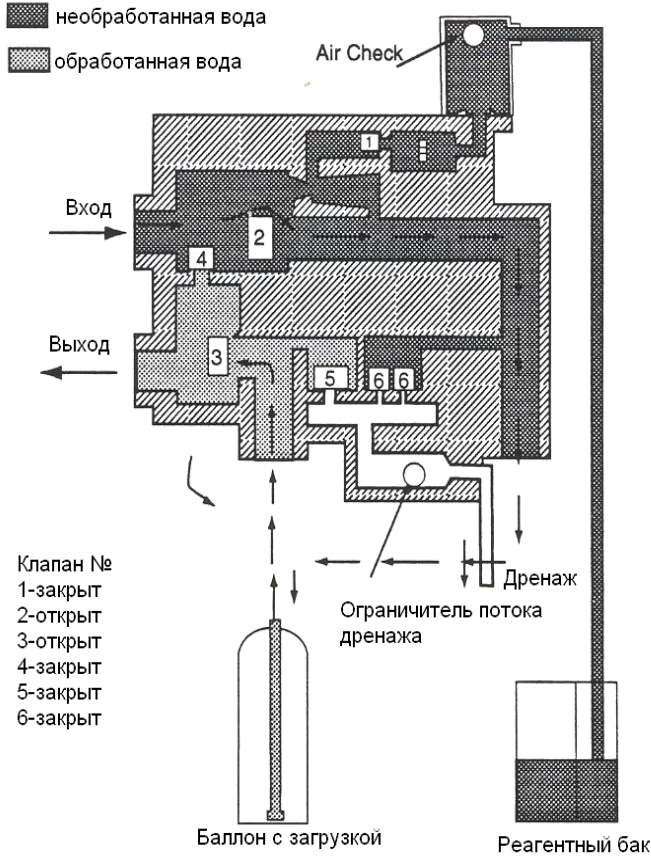 необработанная вода
обработанная вода
Air Check
1
Вход
2
4
Выход
3
5
6
6
Клапан №
1-закрыт
2-открыт
3-открыт
4-закрыт
5-закрыт
6-закрыт
Дренаж
Ограничитель потока
дренажа
Баллон с загрузкой
Реагентный бак